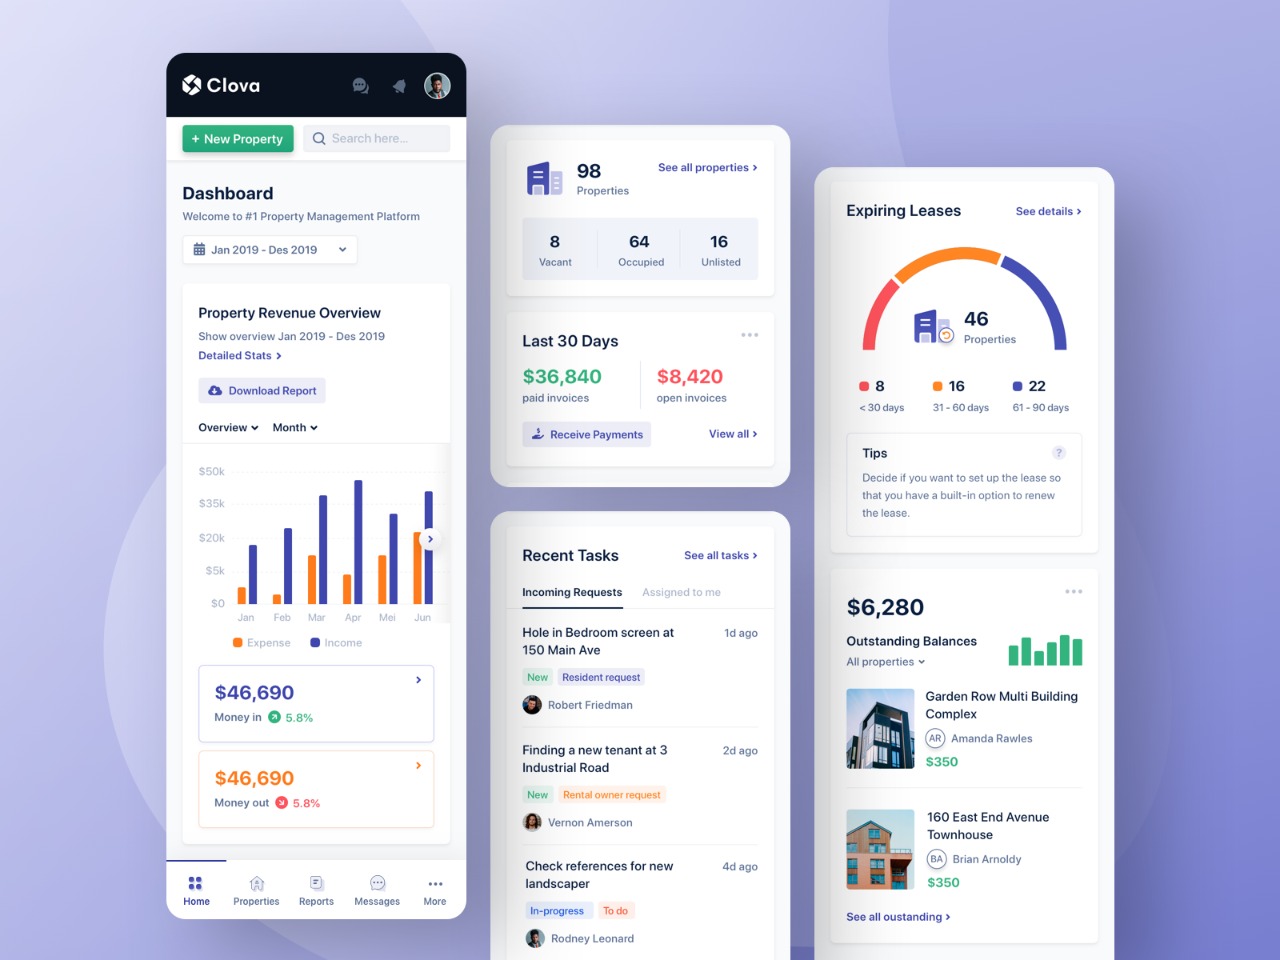 Clova
+ New Property
Search here...
Dashboard
Welcome to #1 Property Management Platform
Jan 2019 - Des 2019
Property Revenue Overview
Show overview Jan 2019 - Des 2019
Detailed Stats >
Download Report
Overview
Month
$50k
$35k
$20k
$5k
$0
Jan Feb Mar Apr Mei Jun
Expense Income
$46,690
Money in 5.8%
$46,690
Money out 5.8%
Home Properties Reports Messages More
98
Properties
See all properties >
8 64 16
Vacant Occupied Unlisted
Last 30 Days
$36,840 $8,420
paid invoices open invoices
Receive Payments
View all >
Recent Tasks
See all tasks >
Incoming Requests Assigned to me
Hole in Bedroom screen at
150 Main Ave
1d ago
New Resident request
Robert Friedman
Finding a new tenant at 3
Industrial Road
2d ago
New Rental owner request
Vernon Amerson
Check references for new
landscaper
4d ago
In-progress To do
Rodney Leonard
Expiring Leases
See details >
46
Properties
8 16 22
< 30 days 31 - 60 days 61 - 90 days
Tips
?
Decide if you want to set up the lease so
that you have a built-in option to renew
the lease.
$6,280
Outstanding Balances
All properties
Garden Row Multi Building
Complex
AR Amanda Rawles
$350
160 East End Avenue
Townhouse
BA Brian Arnoldy
$350
See all oustanding >